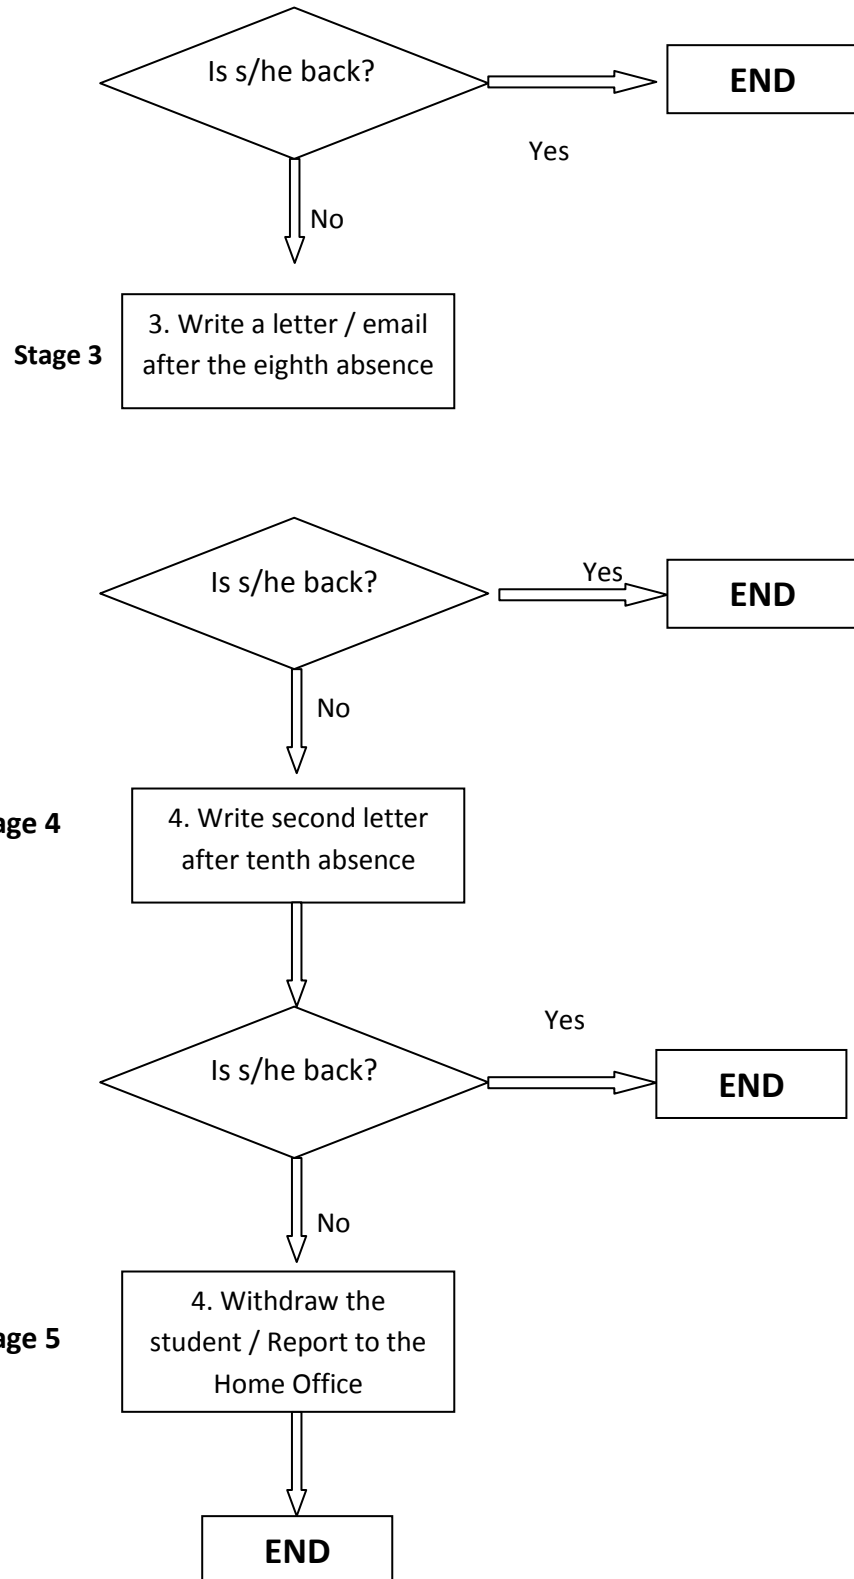 Is s/he back?
END
Yes
No
3. Write a letter / email
Stage 3
after the eighth absence
Is s/he back?
Yes
END
No
age 4
4. Write second letter
after tenth absence
Yes
Is s/he back?
END
No
4. Withdraw the
age 5
student / Report to the
Home Office
END